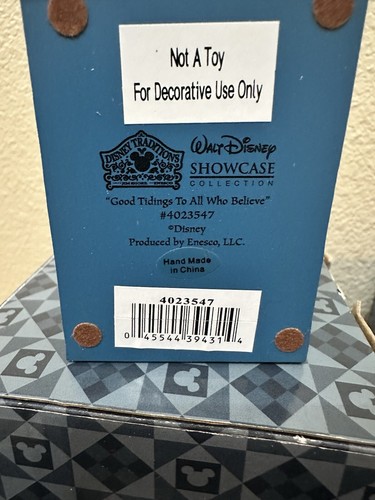 Not A Toy
For Decorative Use Only
DISNEY TRADITIONS
WALT DISNEY
SHOWCASE
COLLECTION
"Good Tidings To All Who Believe"
#4023547
©Disney
Produced by Enesco, LLC.
Hand Made
in China
4023547
0 45544 39431 4